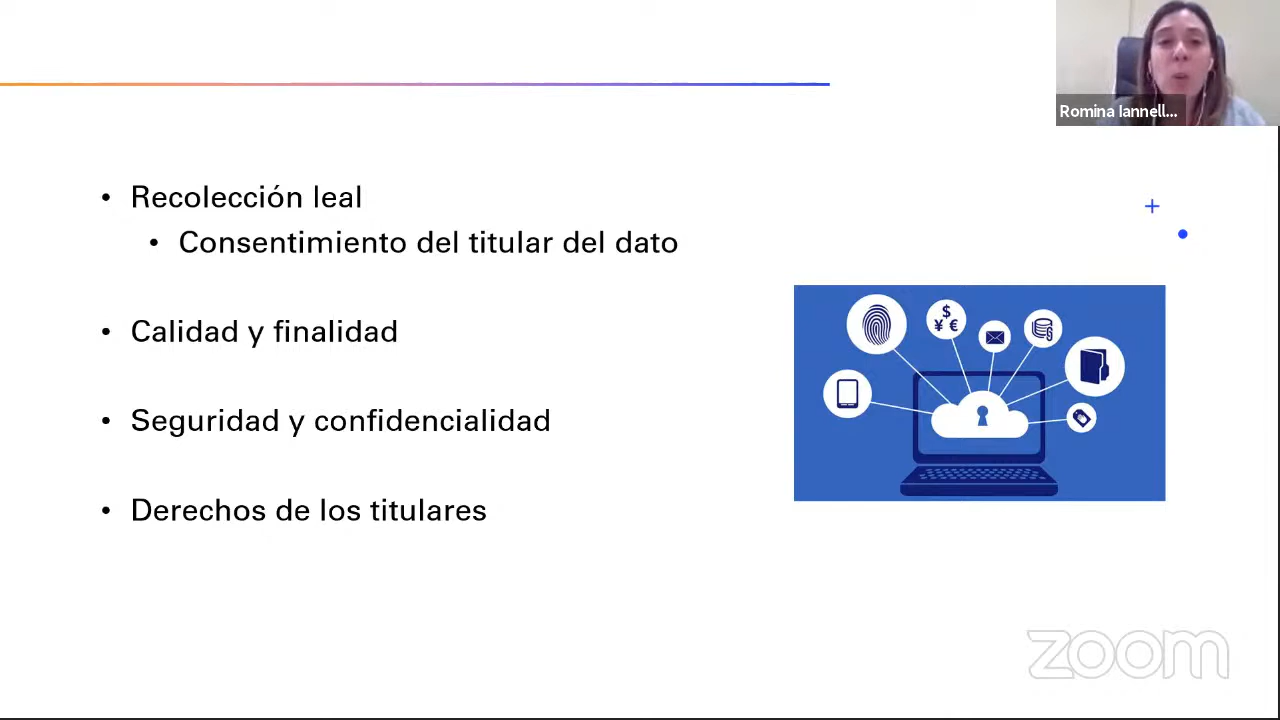 Romina Iannell...
• Recolección leal
• Consentimiento del titular del dato
• Calidad y finalidad
• Seguridad y confidencialidad
• Derechos de los titulares
$
¥ €
zoom